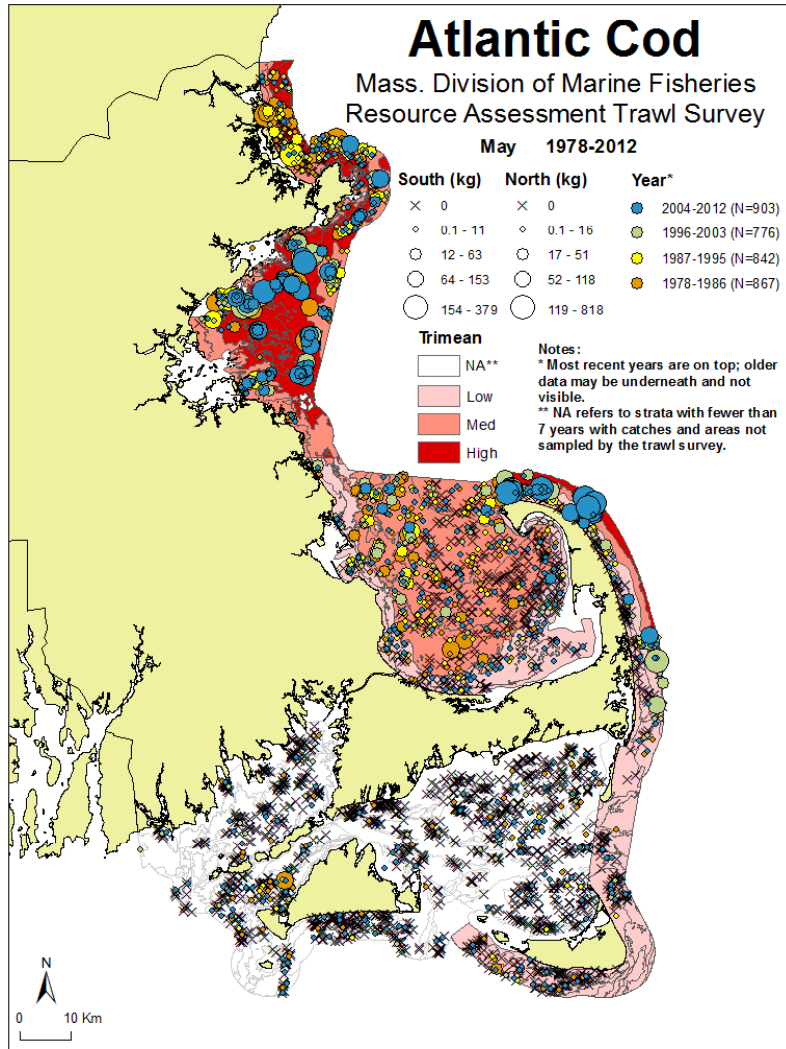 Atlantic Cod
Mass. Division of Marine Fisheries
Resource Assessment Trawl Survey
May 1978-2012
South (kg) North (kg) Year*
0 0 2004-2012 (N=903)
0.1 - 11 0.1 - 16 1996-2003 (N=776)
12 - 63 17 - 51 1987-1995 (N=842)
64 - 153 52 - 118 1978-1986 (N=867)
154 - 379 119 - 818
Trimean
NA**
Low
Med
High
Notes:
* Most recent years are on top; older
data may be underneath and not
visible.
** NA refers to strata with fewer than
7 years with catches and areas not
sampled by the trawl survey.
N
0 10 Km